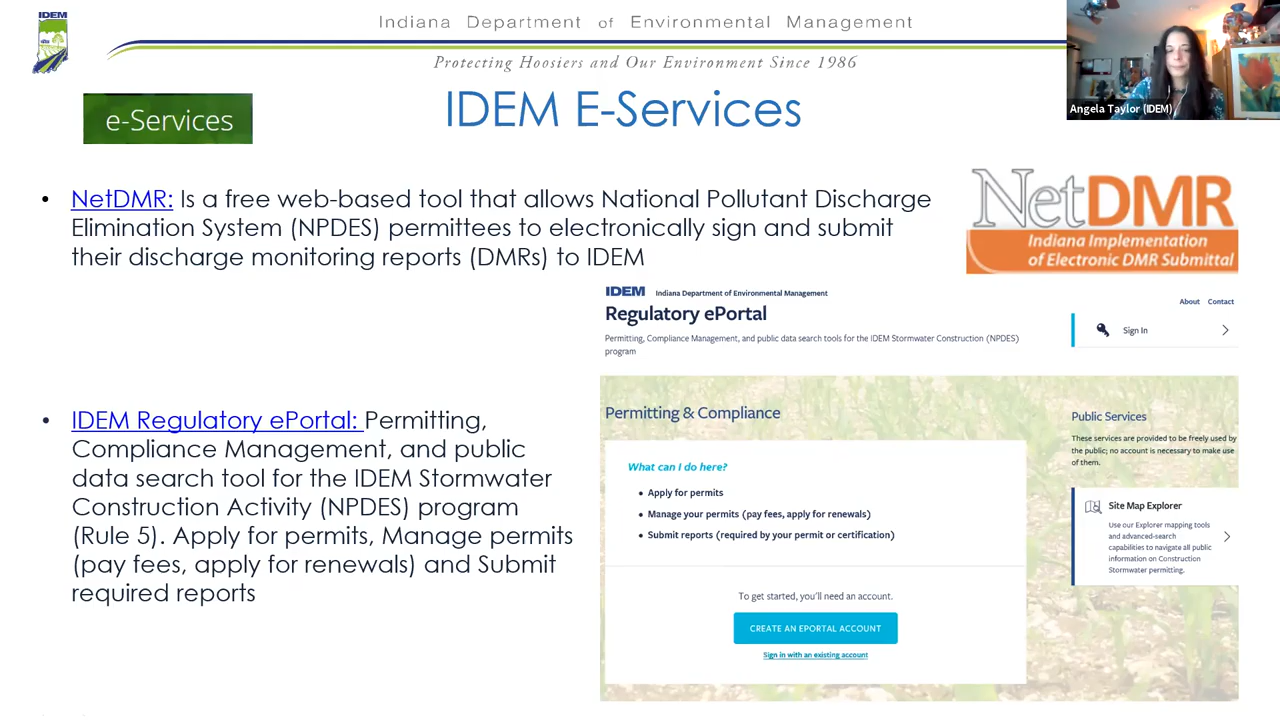 IDEM
Indiana Department of Environmental Management
Protecting Hoosiers and Our Environment Since 1986
Angela Taylor (IDEM)
e-Services
IDEM E-Services
• NetDMR: Is a free web-based tool that allows National Pollutant Discharge
Elimination System (NPDES) permittees to electronically sign and submit
their discharge monitoring reports (DMRs) to IDEM
NetDMR
Indiana Implementation
of Electronic DMR Submittal
IDEM Indiana Department of Environmental Management
About Contact
Regulatory ePortal
Sign In
Permitting, Compliance Management, and public data search tools for the IDEM Stormwater Construction (NPDES)
program
• IDEM Regulatory ePortal: Permitting,
Compliance Management, and public
data search tool for the IDEM Stormwater
Construction Activity (NPDES) program
(Rule 5). Apply for permits, Manage permits
(pay fees, apply for renewals) and Submit
required reports
Permitting & Compliance
What can I do here?
• Apply for permits
• Manage your permits (pay fees, apply for renewals)
• Submit reports (required by your permit or certification)
To get started, you'll need an account.
CREATE AN EPORTAL ACCOUNT
Sign in with an existing account
Public Services
These services are provided to be freely used by
the public; no account is necessary to make use
of them.
Site Map Explorer
Use our Explorer mapping tools
and advanced-search
capabilities to navigate all public
information on Construction
Stormwater permitting.